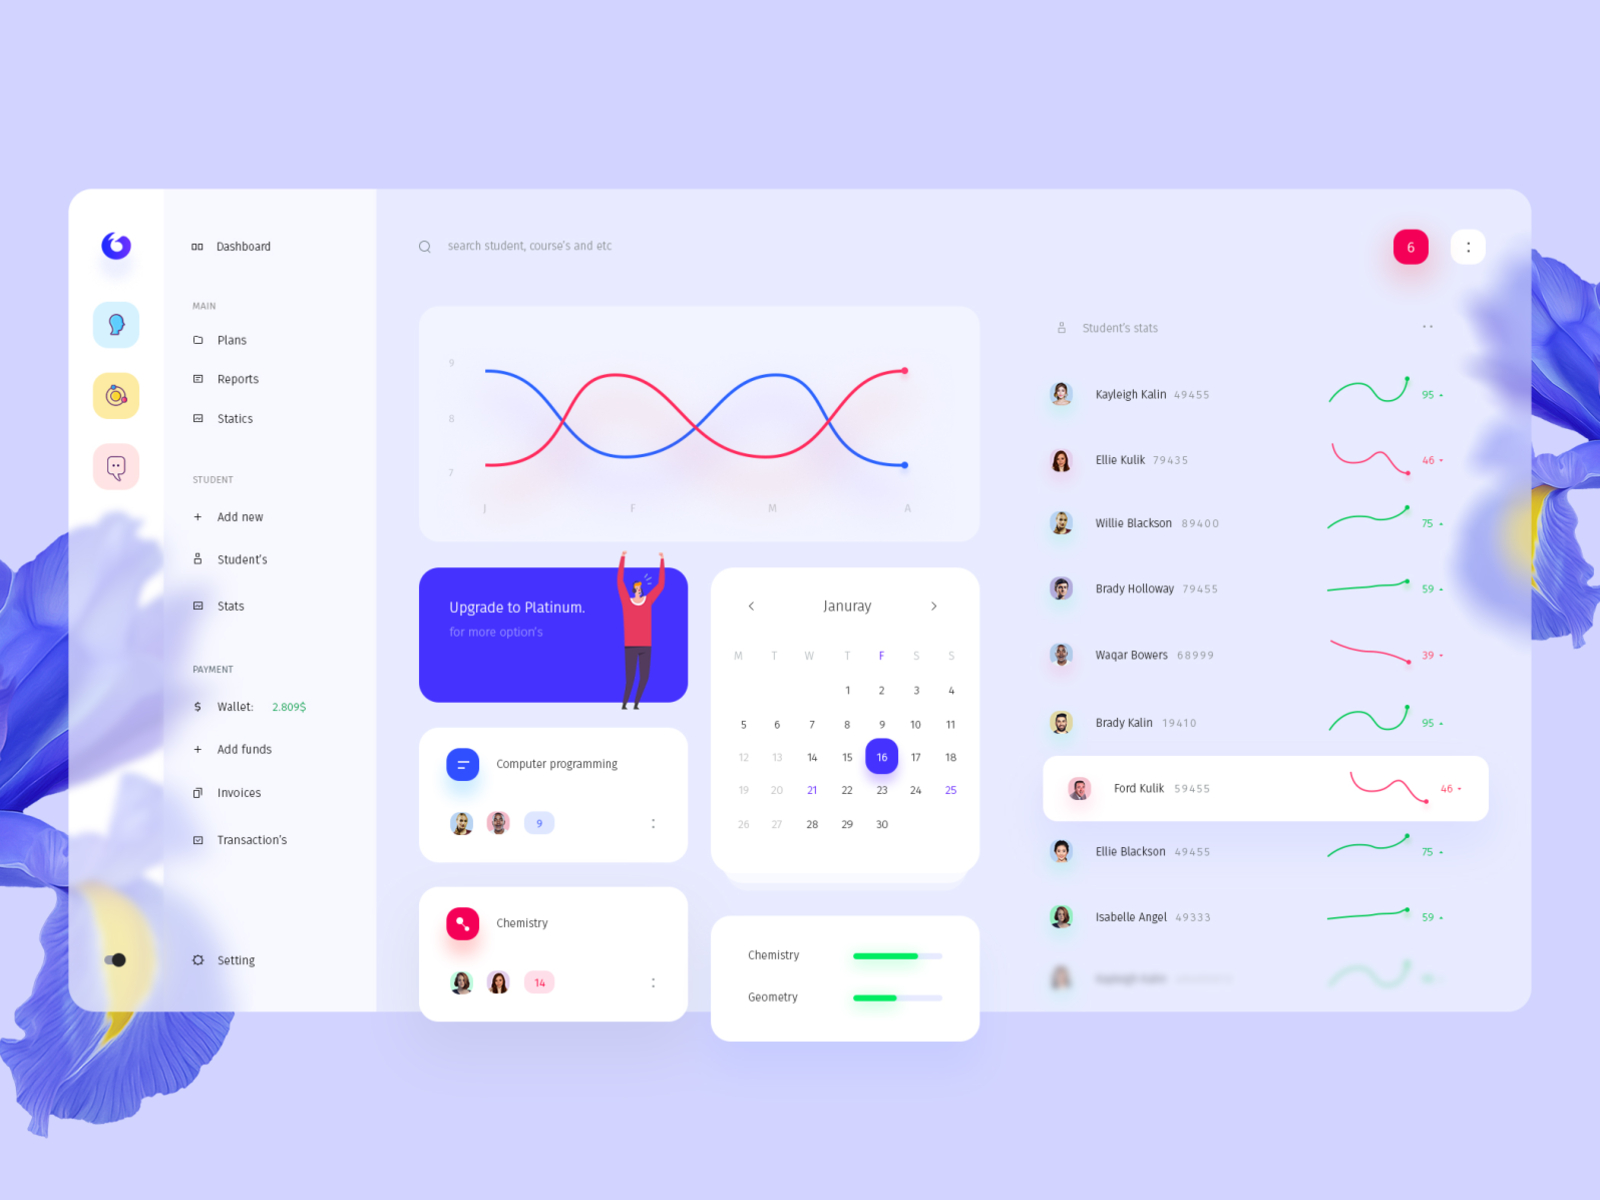 Dashboard
MAIN
Plans
Reports
Statics
STUDENT
Add new
Student's
Stats
PAYMENT
Wallet: 2.809$
Add funds
Invoices
Transaction's
Setting
search student, course's and etc
6 :
9
8
7
J F M A
Upgrade to Platinum.
for more option's
Computer programming
9
Chemistry
14
Januray
M T W T F S S
1 2 3 4
5 6 7 8 9 10 11
12 13 14 15 16 17 18
19 20 21 22 23 24 25
26 27 28 29 30
Chemistry
Geometry
Student's stats
Kayleigh Kalin 49455 95
Ellie Kulik 79435 46
Willie Blackson 89400 75
Brady Holloway 79455 59
Waqar Bowers 68999 39
Brady Kalin 19410 95
Ford Kulik 59455 46
Ellie Blackson 49455 75
Isabelle Angel 49333 59